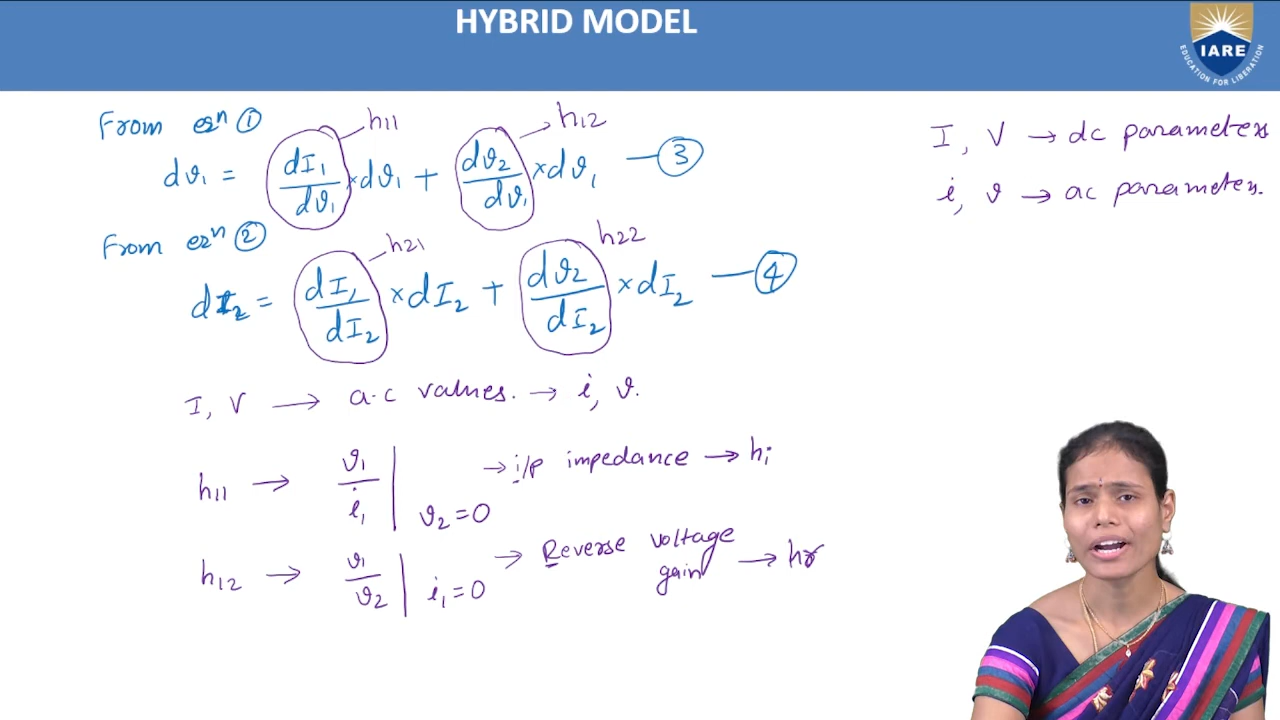 HYBRID MODEL
IARE
EDUCATION FOR LIBERATION
From eqn ①
h11
h12
dv1 = dI1/dv1 × dv1 + dv2/dv1 × dv1 — ③
From eqn ②
h21
h22
dI2 = dI1/dI2 × dI2 + dv2/dI2 × dI2 — ④
I, V → a.c values. → i, v.
h11 → v1/i1 | v2=0 → i/p impedance → hi
h12 → v1/v2 | i1=0 → Reverse voltage
gain → hr
I, V → dc parameters
i, v → ac parameters.